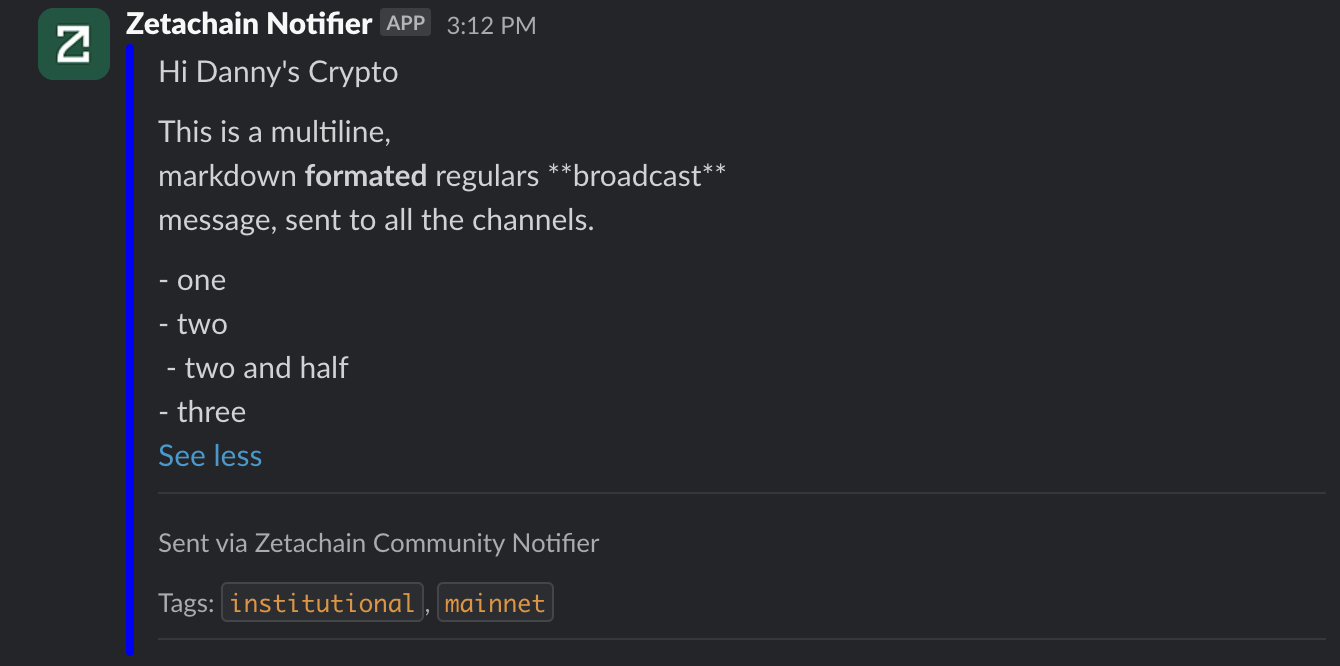 Zetachain Notifier APP 3:12 PM
Hi Danny's Crypto
This is a multiline,
markdown formated regulars **broadcast**
message, sent to all the channels.
- one
- two
- two and half
- three
See less
Sent via Zetachain Community Notifier
Tags: institutional, mainnet